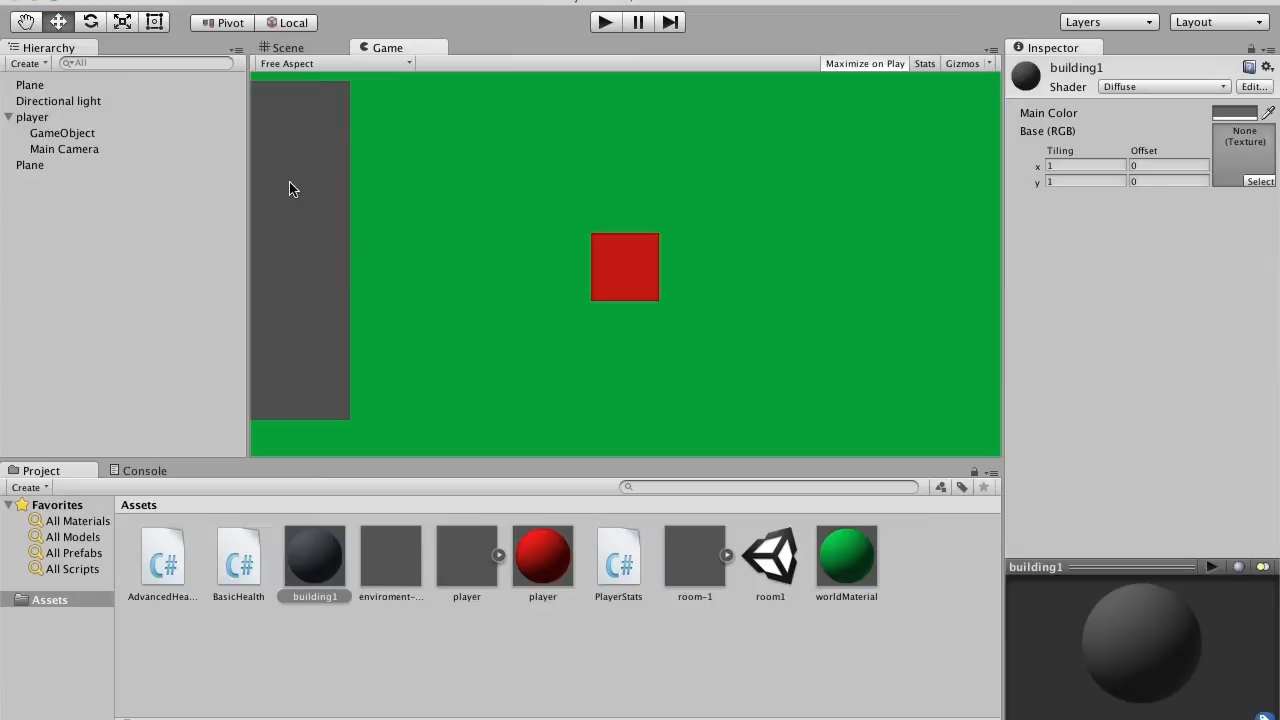 Pivot Local Layers Layout
Hierarchy Scene Game Inspector
Create All Free Aspect Maximize on Play Stats Gizmos building1
Shader Diffuse Edit...
Plane
Directional light
player
GameObject
Main Camera
Plane
Main Color
Base (RGB) None
(Texture)
Tiling Offset
x 1 0
y 1 0 Select
Project Console
Create
Favorites Assets
All Materials
All Models
All Prefabs
All Scripts
Assets
AdvancedHea... BasicHealth building1 enviroment-... player player PlayerStats room-1 room1 worldMaterial
C# C# C#
building1